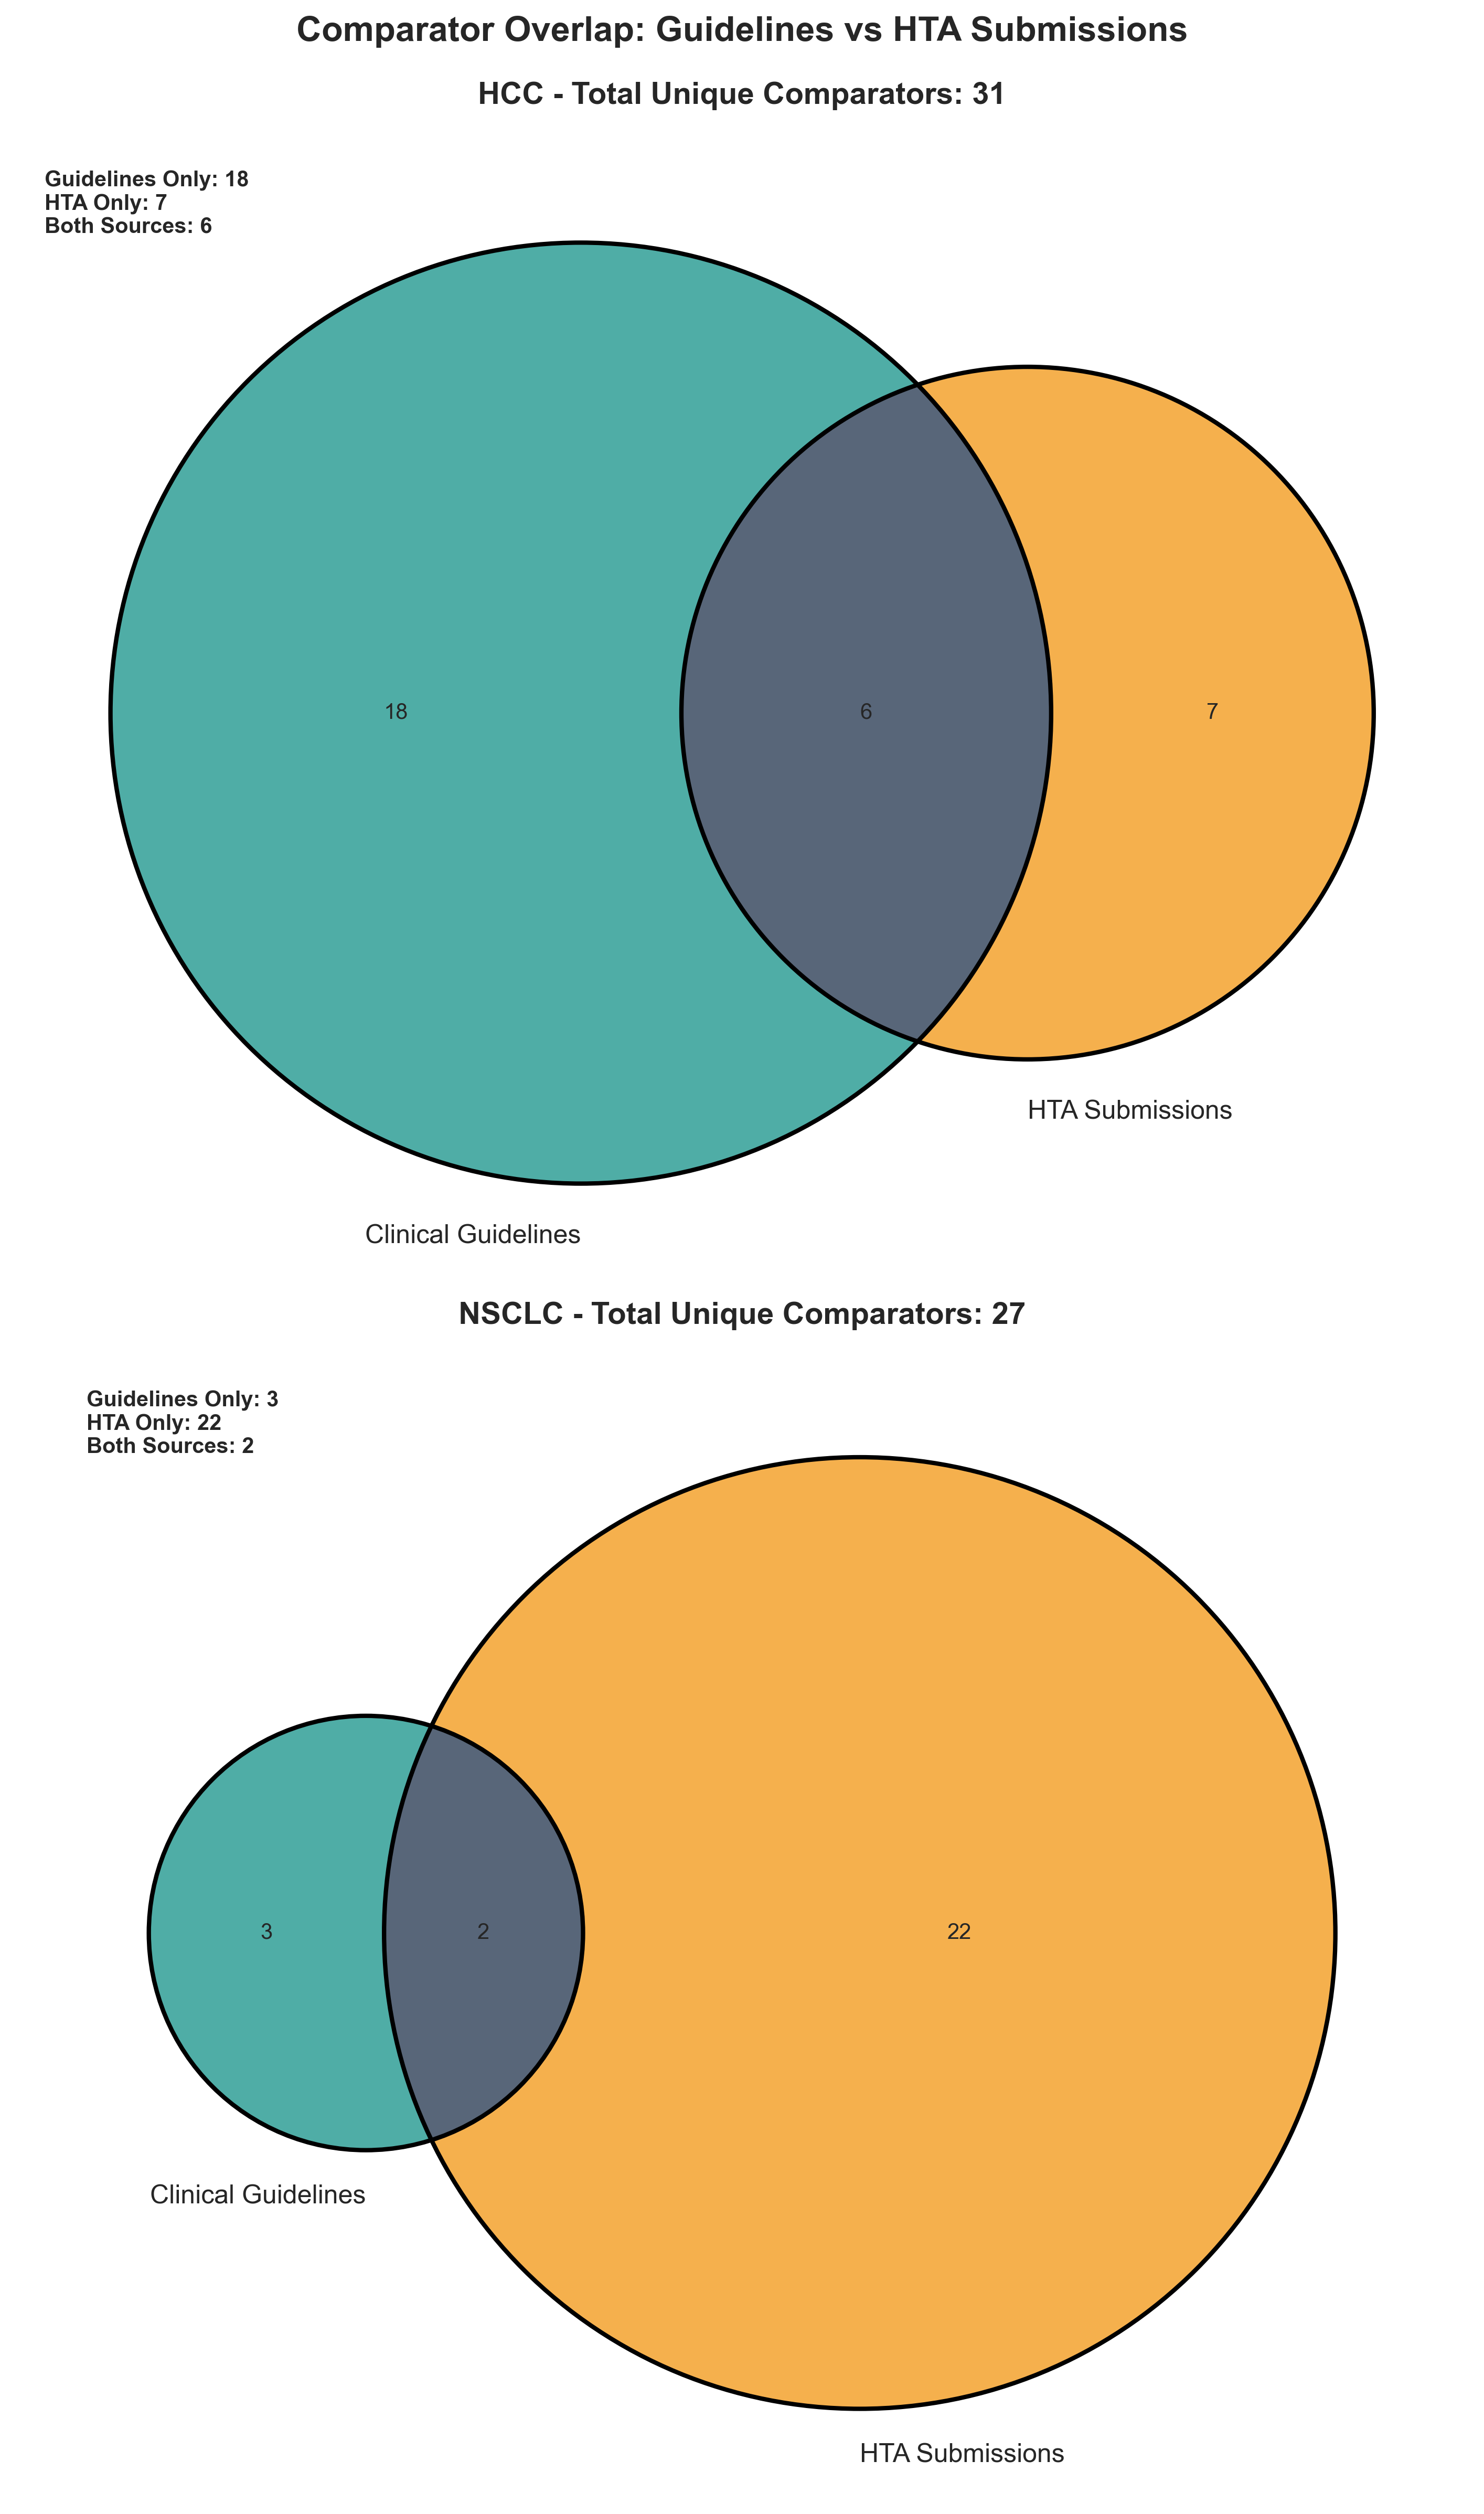 Comparator Overlap: Guidelines vs HTA Submissions
HCC - Total Unique Comparators: 31
Guidelines Only: 18
HTA Only: 7
Both Sources: 6
18
6
7
HTA Submissions
Clinical Guidelines
NSCLC - Total Unique Comparators: 27
Guidelines Only: 3
HTA Only: 22
Both Sources: 2
3
2
22
Clinical Guidelines
HTA Submissions